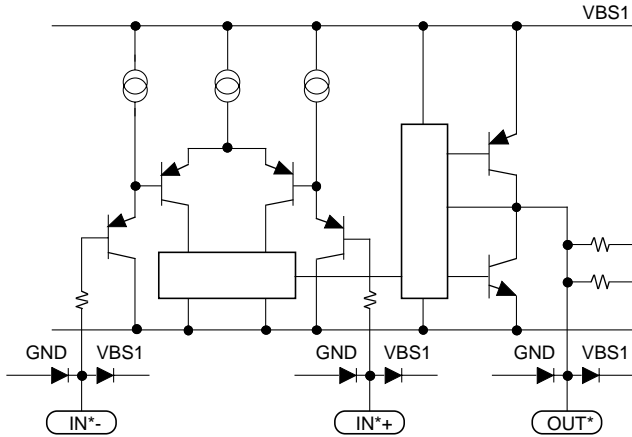 VBS1
GND VBS1 GND VBS1 GND VBS1
IN*- IN*+ OUT*